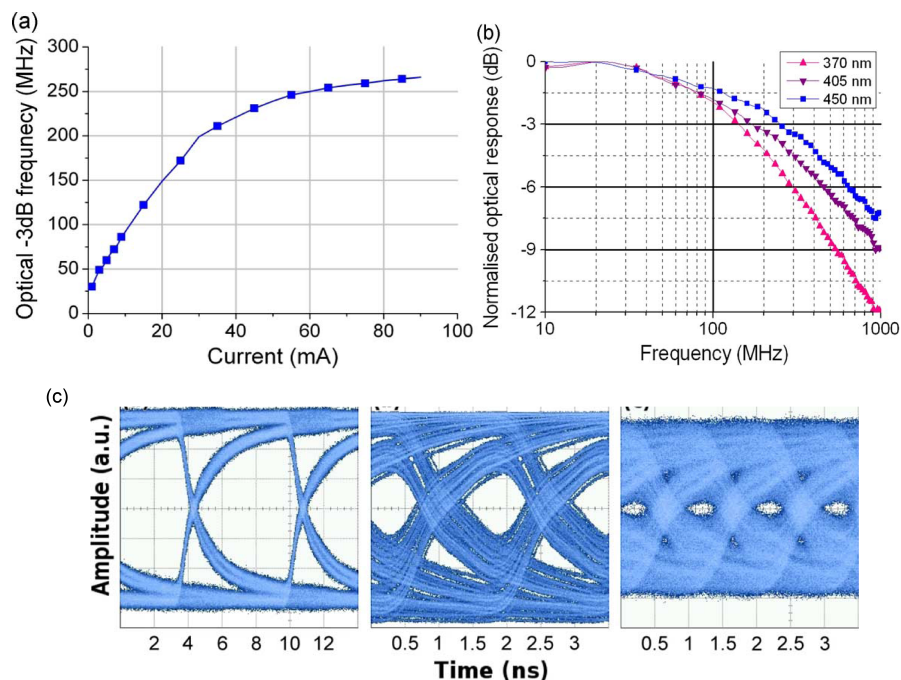 (a)
Optical -3dB frequnecy (MHz)
300
250
200
150
100
50
0
0 20 40 60 80 100
Current (mA)
(b)
Normalised optical response (dB)
0
-3
-6
-9
-12
370 nm
405 nm
450 nm
10 100 1000
Frequency (MHz)
(c)
Amplitude (a.u.)
2 4 6 8 10 12
0.5 1 1.5 2 2.5 3
0.5 1 1.5 2 2.5 3
Time (ns)